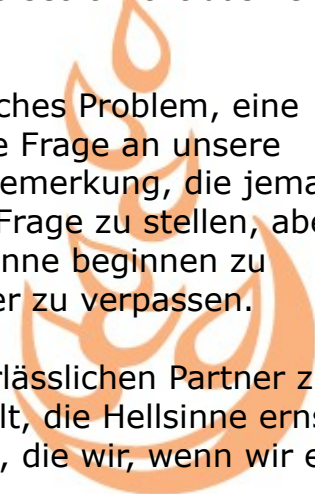 ches Problem, eine
e Frage an unsere
emerkung, die jema
Frage zu stellen, abe
nne beginnen zu
er zu verpassen.
rlässlichen Partner z
lt, die Hellsinne erns
, die wir, wenn wir e